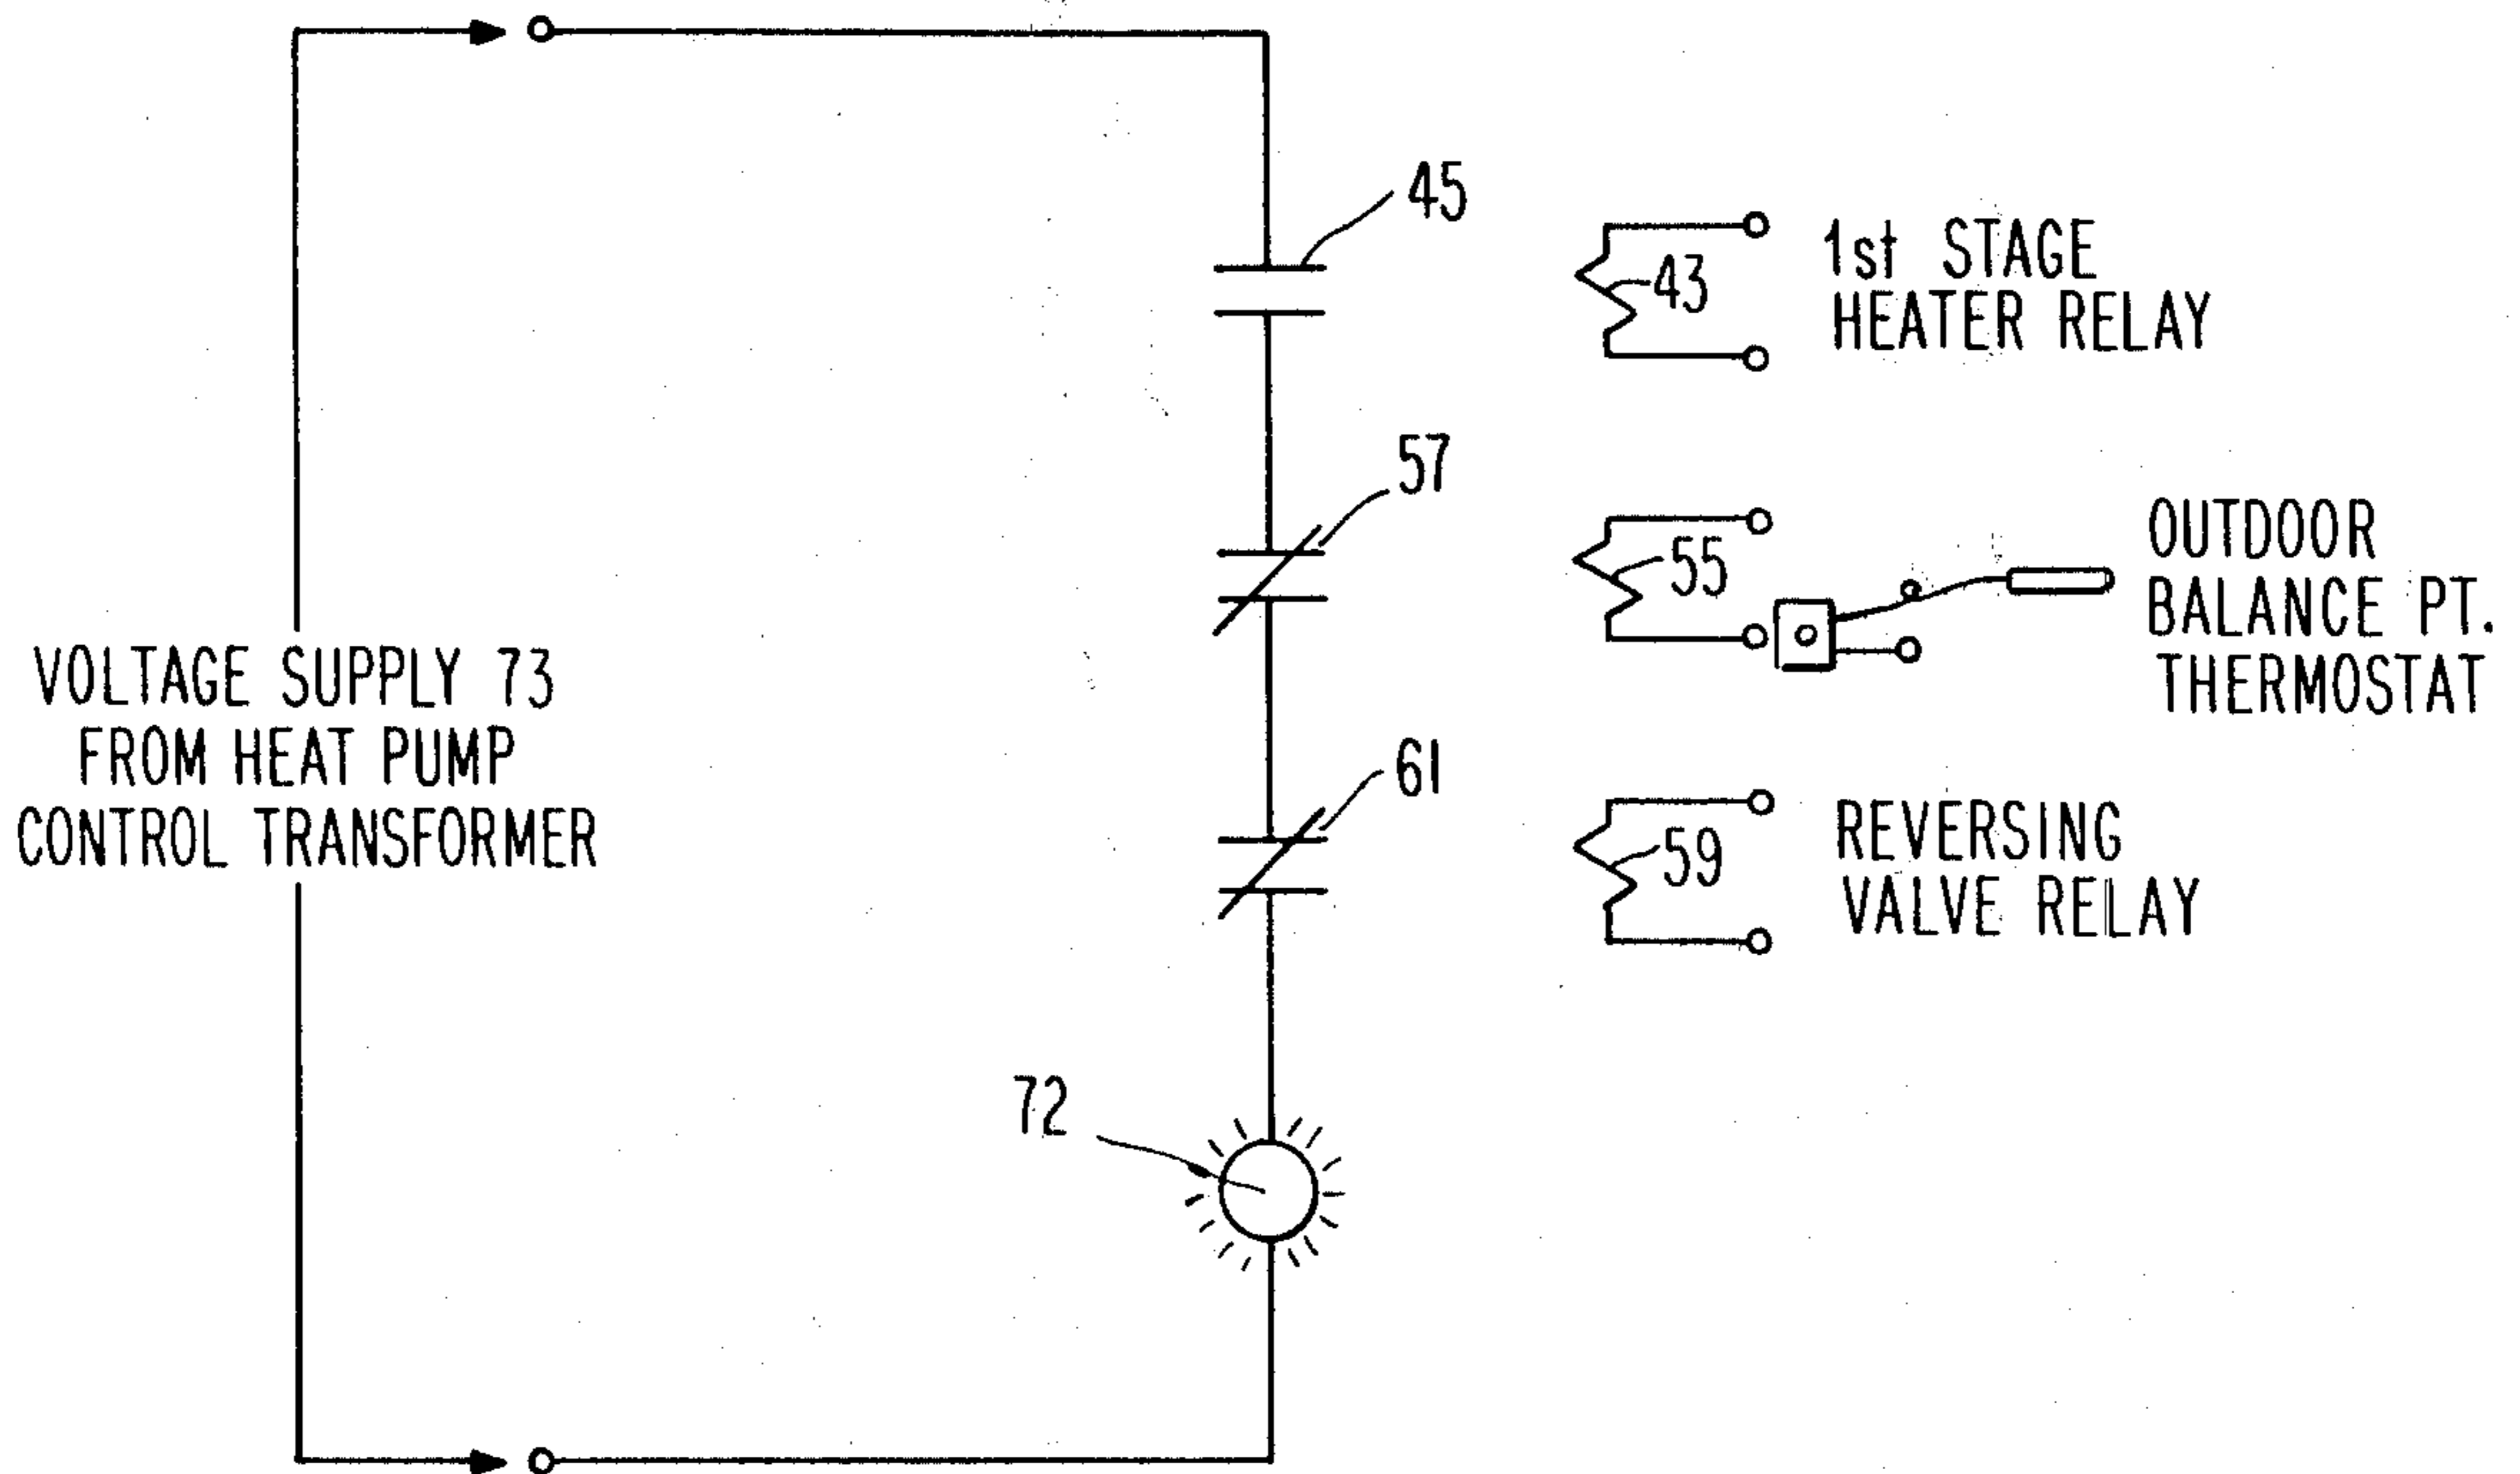 45
43
1st STAGE
HEATER RELAY
57
55
OUTDOOR
BALANCE PT.
THERMOSTAT
VOLTAGE SUPPLY 73
FROM HEAT PUMP
CONTROL TRANSFORMER
61
59
REVERSING
VALVE RELAY
72